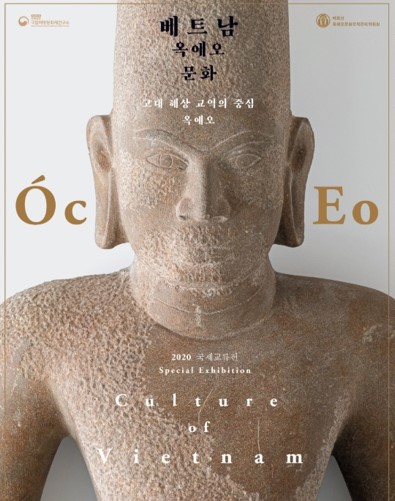 베트남
옥에오
문화
고대 해상 교역의 중심
옥에오
Óc Eo
2020 국제교류전
Special Exhibition
Culture
of
Vietnam